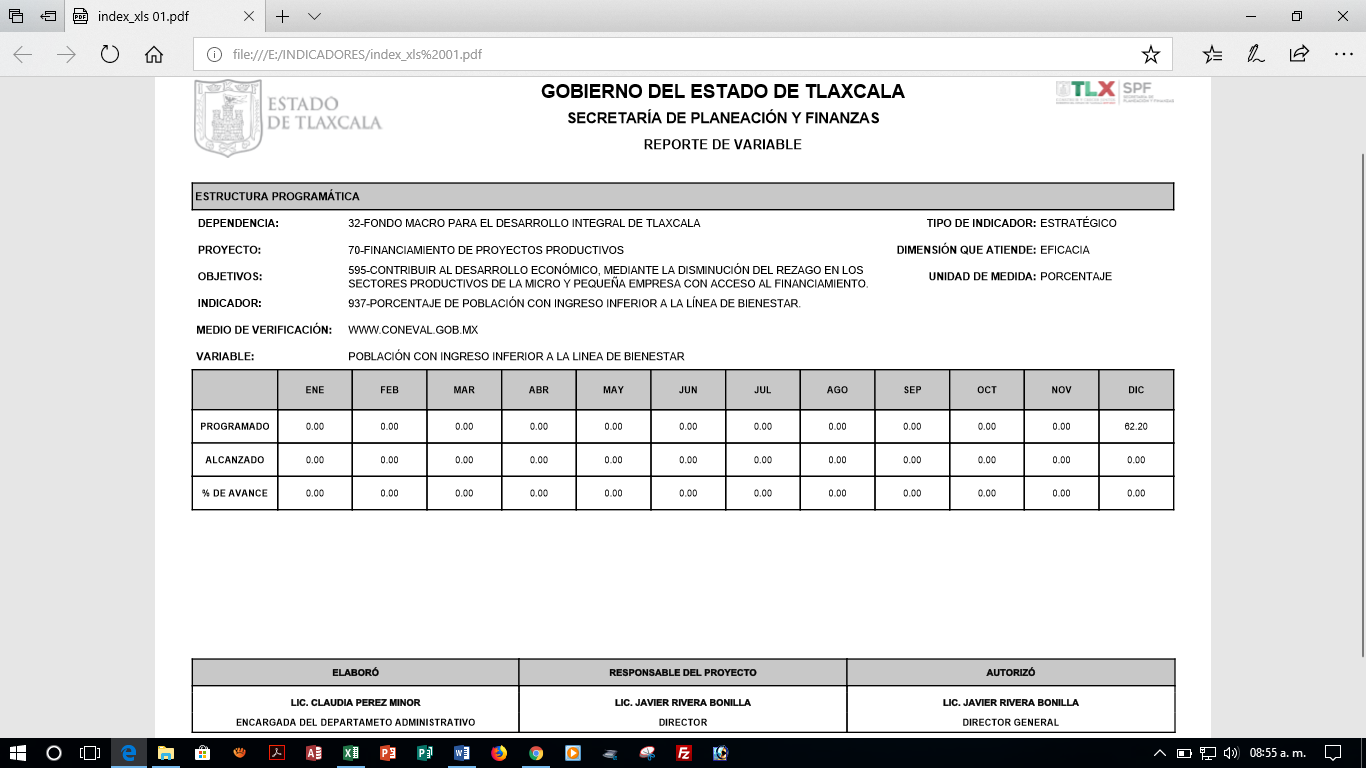 index_xls 01.pdf
file:///E:/INDICADORES/index_xls%2001.pdf
ESTADO
DE TLAXCALA
GOBIERNO DEL ESTADO DE TLAXCALA
SECRETARÍA DE PLANEACIÓN Y FINANZAS
REPORTE DE VARIABLE
TLX SPF
ESTRUCTURA PROGRAMÁTICA
DEPENDENCIA: 32-FONDO MACRO PARA EL DESARROLLO INTEGRAL DE TLAXCALA TIPO DE INDICADOR: ESTRATÉGICO
PROYECTO: 70-FINANCIAMIENTO DE PROYECTOS PRODUCTIVOS DIMENSIÓN QUE ATIENDE: EFICACIA
OBJETIVOS: 595-CONTRIBUIR AL DESARROLLO ECONÓMICO, MEDIANTE LA DISMINUCIÓN DEL REZAGO EN LOS
SECTORES PRODUCTIVOS DE LA MICRO Y PEQUEÑA EMPRESA CON ACCESO AL FINANCIAMIENTO. UNIDAD DE MEDIDA: PORCENTAJE
INDICADOR: 937-PORCENTAJE DE POBLACIÓN CON INGRESO INFERIOR A LA LÍNEA DE BIENESTAR.
MEDIO DE VERIFICACIÓN: WWW.CONEVAL.GOB.MX
VARIABLE: POBLACIÓN CON INGRESO INFERIOR A LA LINEA DE BIENESTAR
ENE FEB MAR ABR MAY JUN JUL AGO SEP OCT NOV DIC
PROGRAMADO 0.00 0.00 0.00 0.00 0.00 0.00 0.00 0.00 0.00 0.00 0.00 62.20
ALCANZADO 0.00 0.00 0.00 0.00 0.00 0.00 0.00 0.00 0.00 0.00 0.00 0.00
% DE AVANCE 0.00 0.00 0.00 0.00 0.00 0.00 0.00 0.00 0.00 0.00 0.00 0.00
ELABORÓ RESPONSABLE DEL PROYECTO AUTORIZÓ
LIC. CLAUDIA PEREZ MINOR LIC. JAVIER RIVERA BONILLA LIC. JAVIER RIVERA BONILLA
ENCARGADA DEL DEPARTAMETO ADMINISTRATIVO DIRECTOR DIRECTOR GENERAL
08:55 a. m.